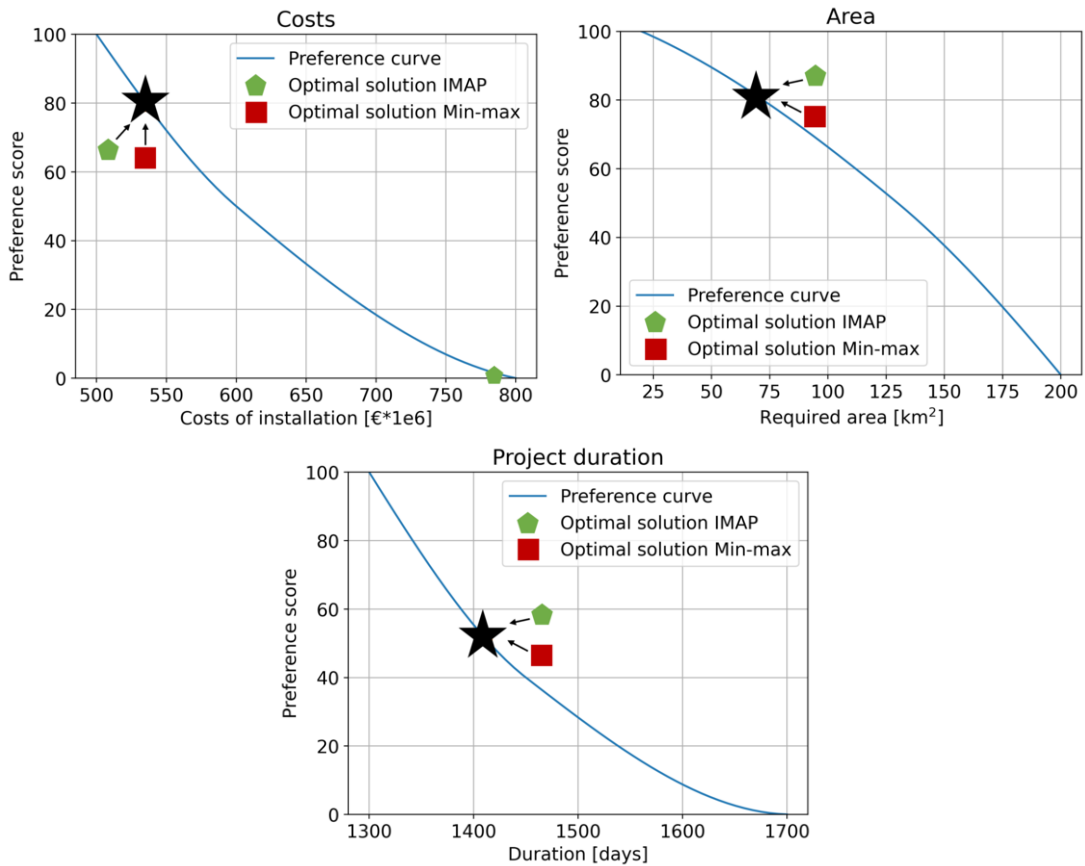 Costs
100
80
60
40
20
0
Preference score
Preference curve
Optimal solution IMAP
Optimal solution Min-max
500 550 600 650 700 750 800
Costs of installation [€*1e6]
Area
100
80
60
40
20
0
Preference score
Preference curve
Optimal solution IMAP
Optimal solution Min-max
25 50 75 100 125 150 175 200
Required area [km²]
Project duration
100
80
60
40
20
0
Preference score
Preference curve
Optimal solution IMAP
Optimal solution Min-max
1300 1400 1500 1600 1700
Duration [days]